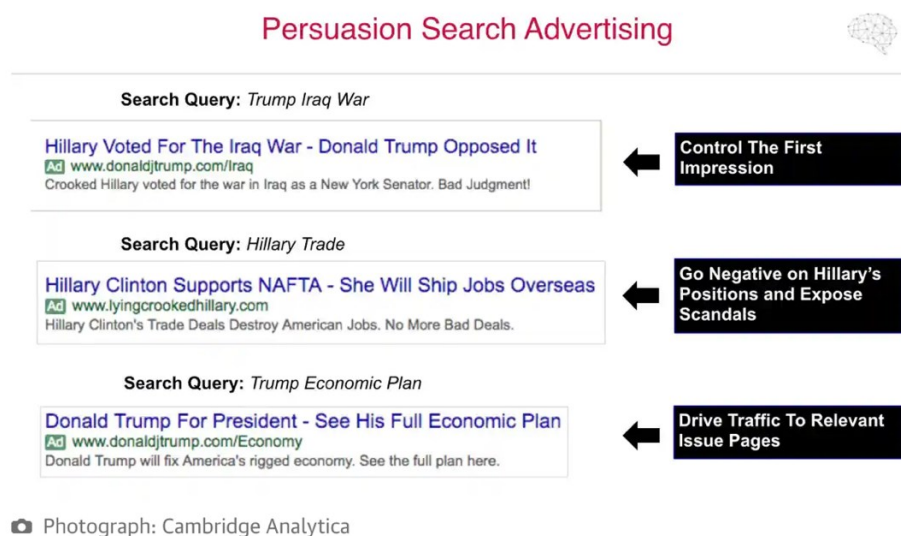 Persuasion Search Advertising
Search Query: Trump Iraq War
Hillary Voted For The Iraq War - Donald Trump Opposed It
Ad www.donaldjtrump.com/Iraq
Crooked Hillary voted for the war in Iraq as a New York Senator. Bad Judgment!
Control The First
Impression
Search Query: Hillary Trade
Hillary Clinton Supports NAFTA - She Will Ship Jobs Overseas
Ad www.lyingcrookedhillary.com
Hillary Clinton's Trade Deals Destroy American Jobs. No More Bad Deals.
Go Negative on Hillary's
Positions and Expose
Scandals
Search Query: Trump Economic Plan
Donald Trump For President - See His Full Economic Plan
Ad www.donaldjtrump.com/Economy
Donald Trump will fix America's rigged economy. See the full plan here.
Drive Traffic To Relevant
Issue Pages
Photograph: Cambridge Analytica